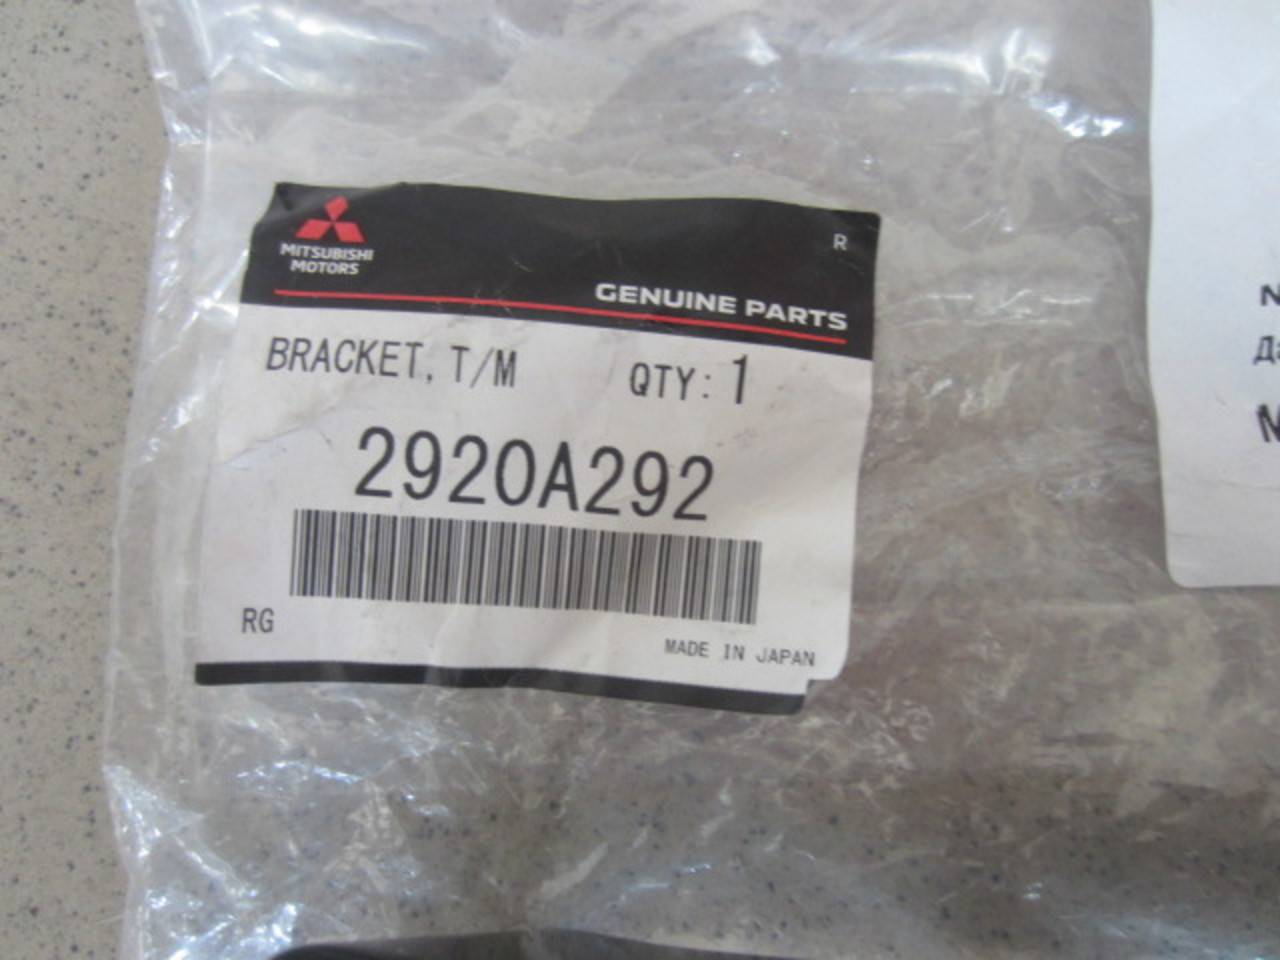 MITSUBISHI
MOTORS
R
GENUINE PARTS
BRACKET, T/M QTY: 1
2920A292
RG
MADE IN JAPAN